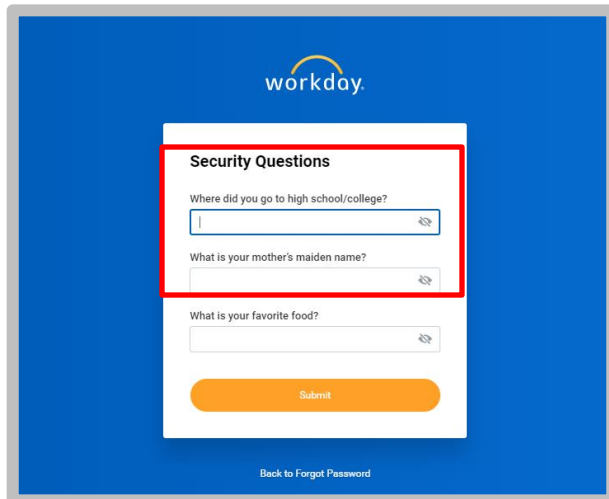 workday.
Security Questions
Where did you go to high school/college?
What is your mother's maiden name?
What is your favorite food?
Submit
Back to Forgot Password